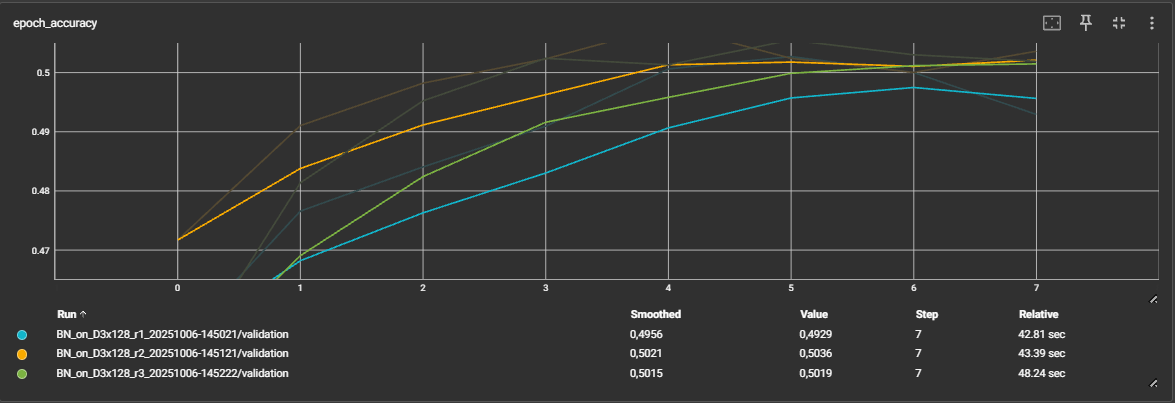 epoch_accuracy
0.5
0.49
0.48
0.47
0 1 2 3 4 5 6 7
Run Smoothed Value Step Relative
BN_on_D3x128_r1_20251006-145021/validation 0,4956 0,4929 7 42.81 sec
BN_on_D3x128_r2_20251006-145121/validation 0,5021 0,5036 7 43.39 sec
BN_on_D3x128_r3_20251006-145222/validation 0,5015 0,5019 7 48.24 sec